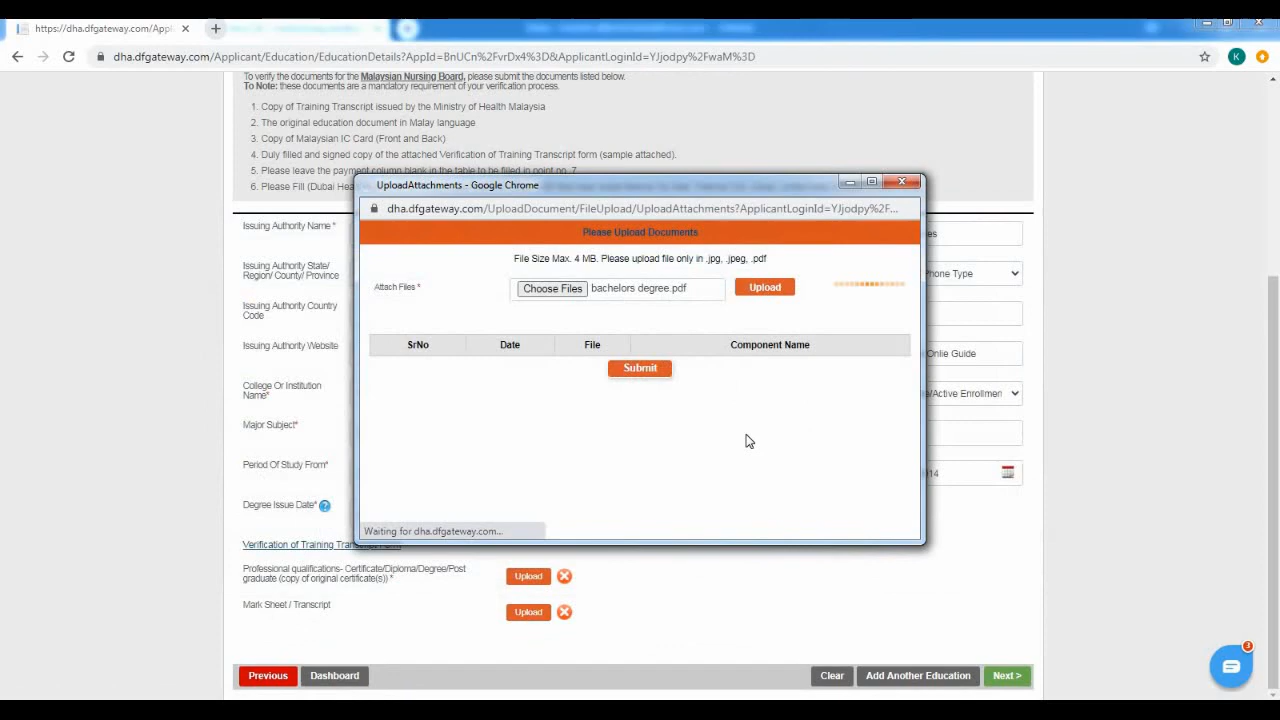 https://dha.dfgateway.com/Appl
dha.dfgateway.com/Applicant/Education/EducationDetails?AppId=BnUCn%2FvrDx4%3D&ApplicantLoginId=YJjodpy%2FwaM%3D
K
To verify the documents for the Malaysian Nursing Board, please submit the documents listed below.
To Note: these documents are a mandatory requirement of your verification process.
1. Copy of Training Transcript issued by the Ministry of Health Malaysia
2. The original education document in Malay language
3. Copy of Malaysian IC Card (Front and Back)
4. Duly filled and signed copy of the attached Verification of Training Transcript form (sample attached).
5. Please leave the payment column blank in the table to be filled in point no. 7
6. Please Fill (Dubai Hea
UploadAttachments - Google Chrome
dha.dfgateway.com/UploadDocument/FileUpload/UploadAttachments?ApplicantLoginId=YJjodpy%2F...
Please Upload Documents
File Size Max. 4 MB. Please upload file only in .jpg, .jpeg, .pdf
Attach Files *
Choose Files bachelors degree.pdf
Upload
SrNo Date File Component Name
Submit
Waiting for dha.dfgateway.com...
Issuing Authority Name *
es
Issuing Authority State/
Region/ County/ Province
Phone Type
Issuing Authority Country
Code
Issuing Authority Website
Onlie Guide
College Or Institution
Name*
e/Active Enrollmen
Major Subject*
Period Of Study From*
14
Degree Issue Date* ?
Verification of Training Transcript Form
Professional qualifications- Certificate/Diploma/Degree/Post
graduate (copy of original certificate(s)) *
Upload
Mark Sheet / Transcript
Upload
3
Previous Dashboard Clear Add Another Education Next >